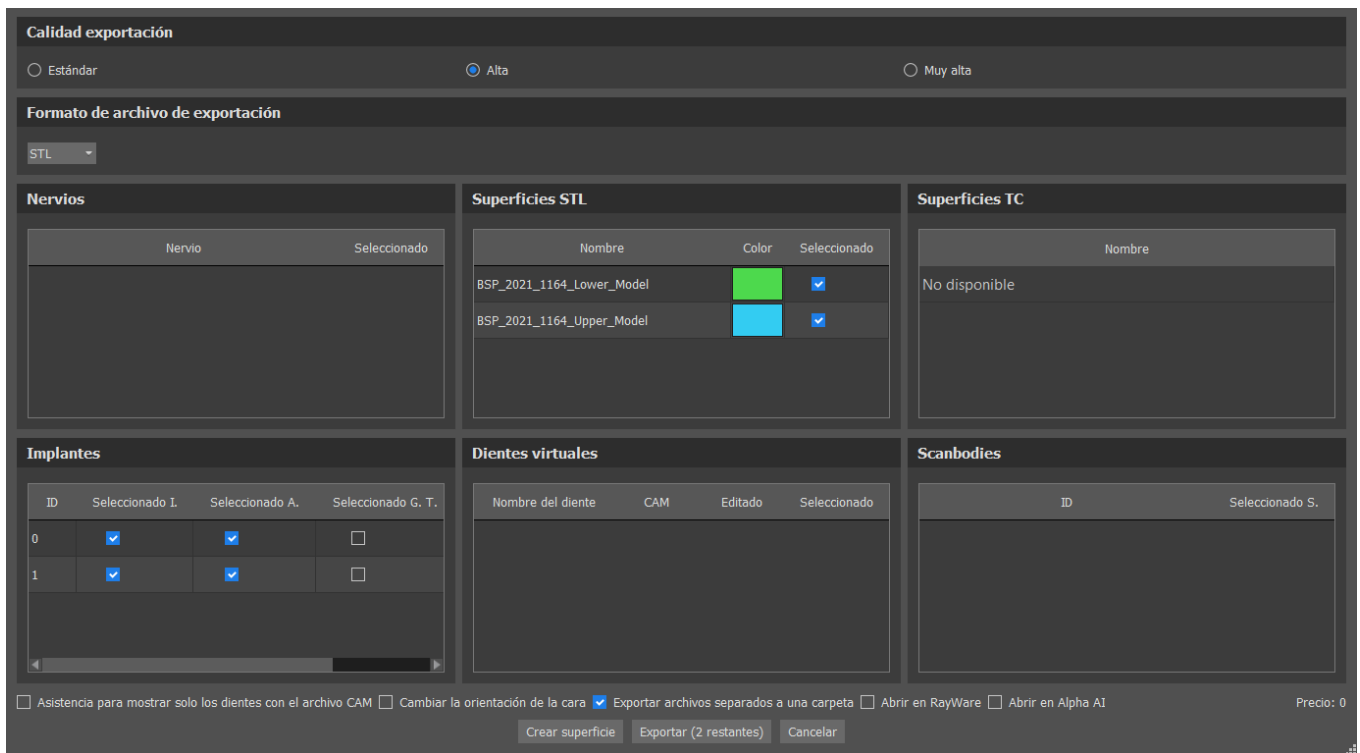 Calidad exportación
Estándar
Alta
Muy alta
Formato de archivo de exportación
STL
Nervios
Nervio Seleccionado
Superficies STL
Nombre Color Seleccionado
BSP_2021_1164_Lower_Model
BSP_2021_1164_Upper_Model
Superficies TC
Nombre
No disponible
Implantes
ID Seleccionado I. Seleccionado A. Seleccionado G. T.
0
1
Dientes virtuales
Nombre del diente CAM Editado Seleccionado
Scanbodies
ID Seleccionado S.
Asistencia para mostrar solo los dientes con el archivo CAM Cambiar la orientación de la cara Exportar archivos separados a una carpeta Abrir en RayWare Abrir en Alpha AI Precio: 0
Crear superficie Exportar (2 restantes) Cancelar